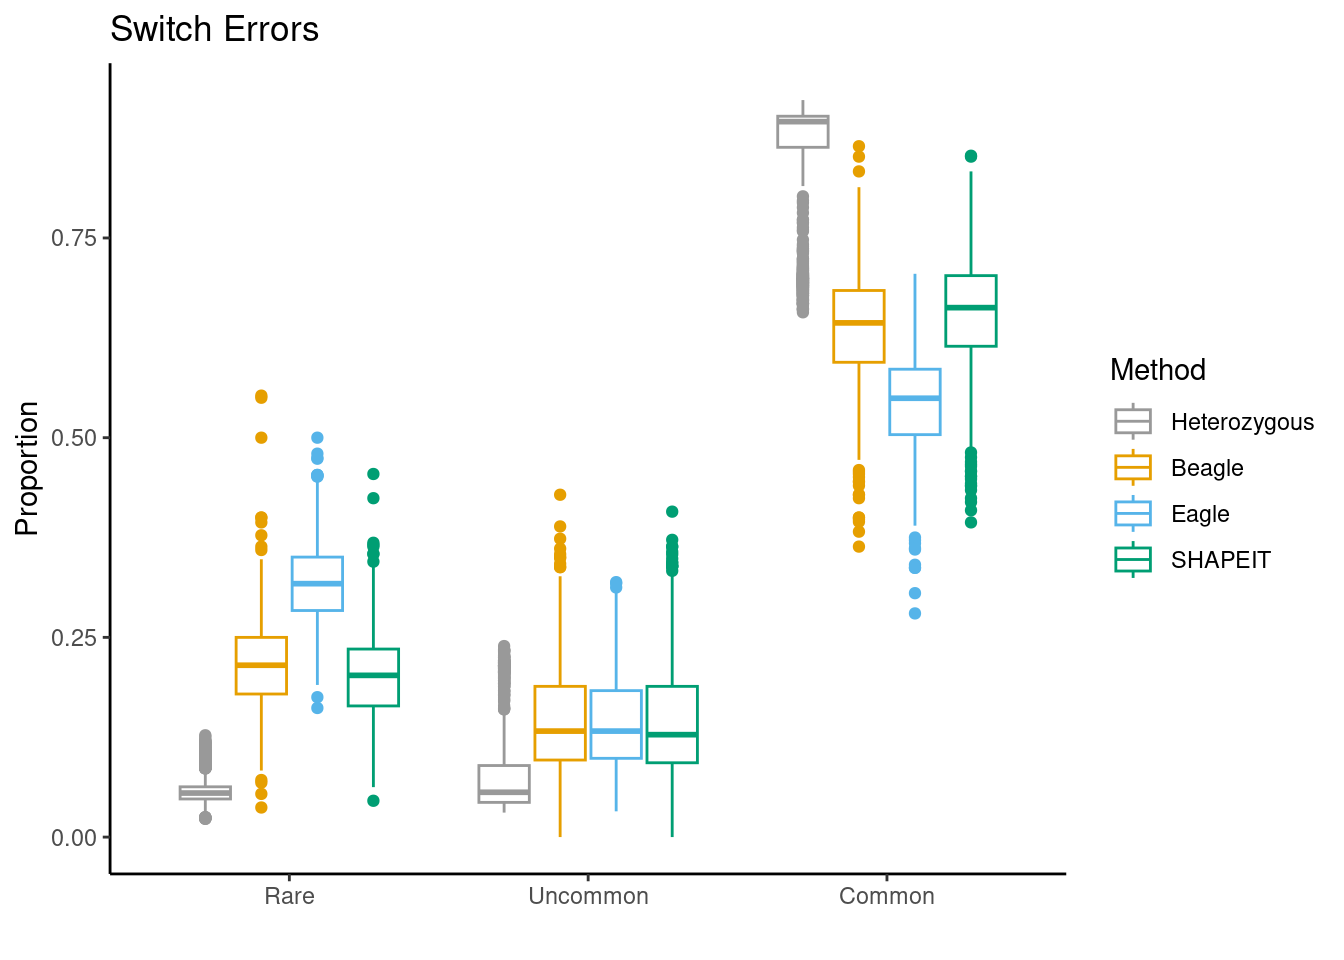 Switch Errors
Proportion
0.75
0.50
0.25
0.00
Rare
Uncommon
Common
Method
Heterozygous
Beagle
Eagle
SHAPEIT